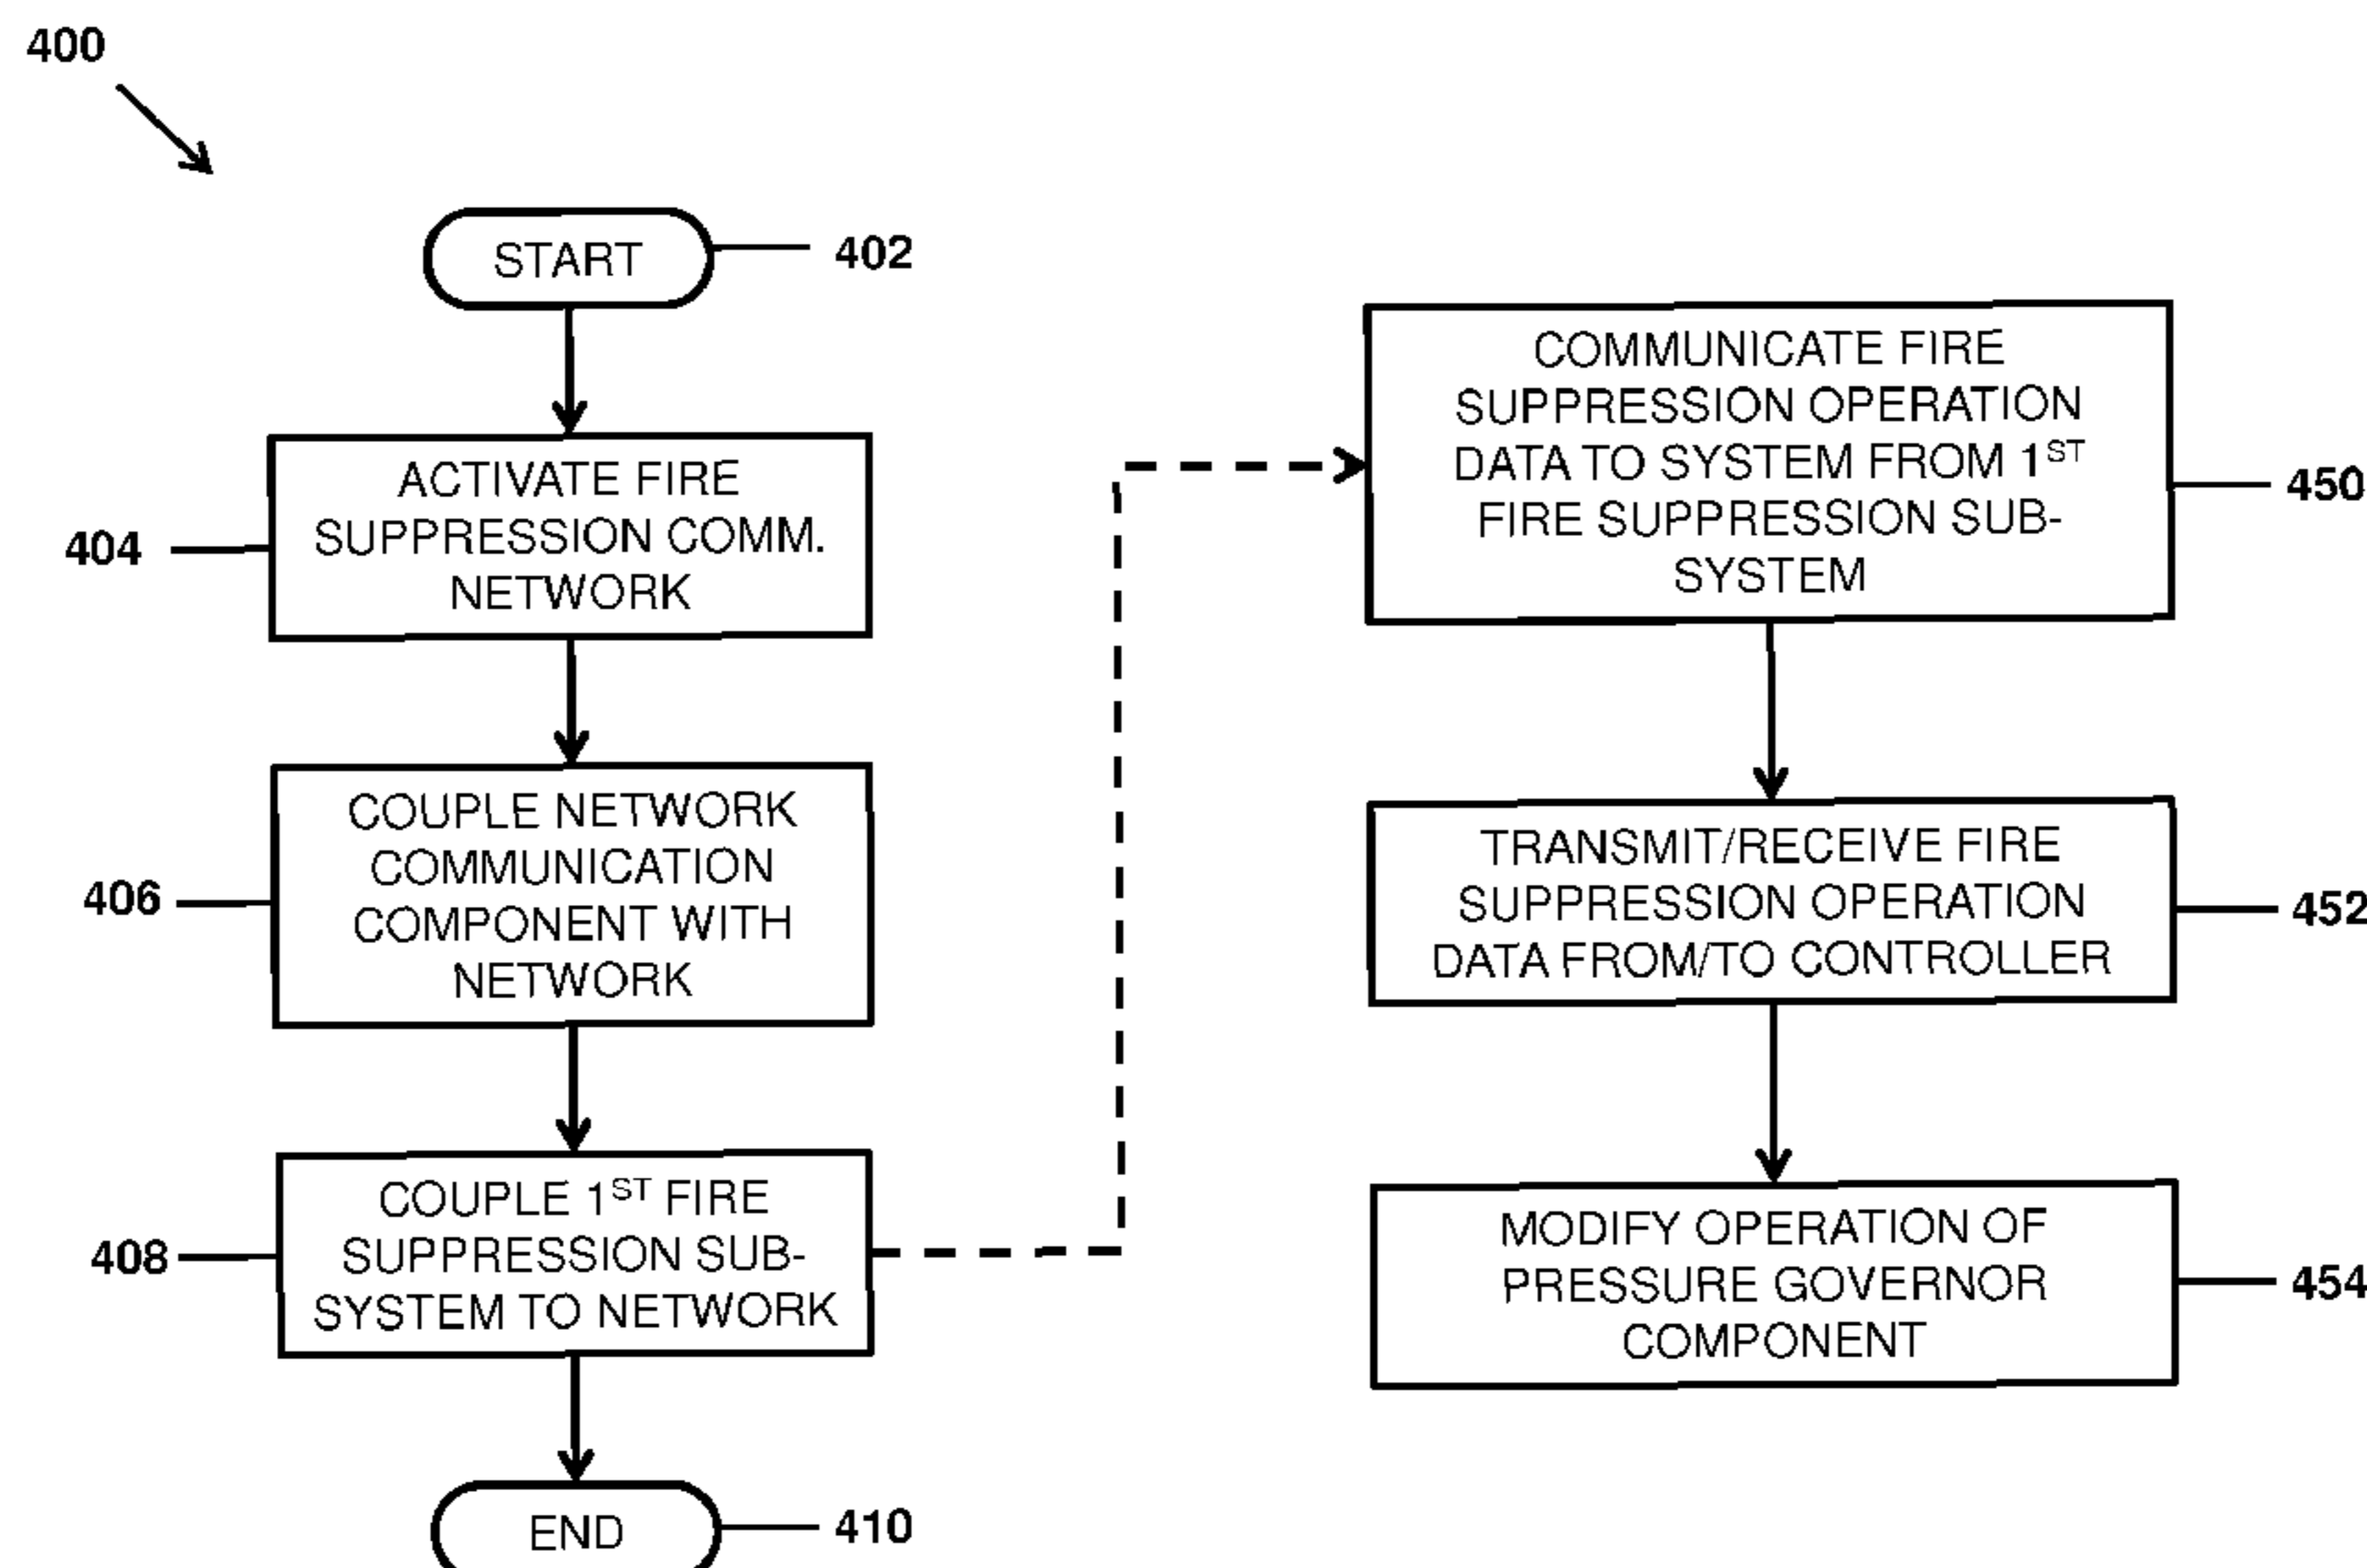 400
START
402
ACTIVATE FIRE
SUPPRESSION COMM.
NETWORK
404
COUPLE NETWORK
COMMUNICATION
COMPONENT WITH
NETWORK
406
COUPLE 1ST FIRE
SUPPRESSION SUB-
SYSTEM TO NETWORK
408
END
410
COMMUNICATE FIRE
SUPPRESSION OPERATION
DATA TO SYSTEM FROM 1ST
FIRE SUPPRESSION SUB-
SYSTEM
450
TRANSMIT/RECEIVE FIRE
SUPPRESSION OPERATION
DATA FROM/TO CONTROLLER
452
MODIFY OPERATION OF
PRESSURE GOVERNOR
COMPONENT
454